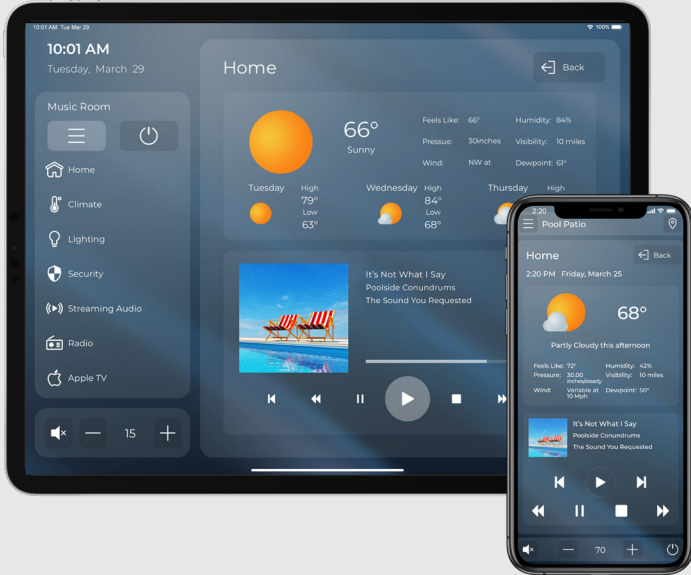 10:01 AM Tue Mar 29
100%
10:01 AM
Tuesday, March 29
Music Room
Home
Climate
Lighting
Security
Streaming Audio
Radio
Apple TV
15
Home
Back
66°
Sunny
Feels Like: 66°
Humidity: 84%
Pressue: 30inches
Visibility: 10 miles
Wind: NW at
Dewpoint: 61°
Tuesday
High
79°
Low
63°
Wednesday
High
84°
Low
68°
Thursday
High
It's Not What I Say
Poolside Conundrums
The Sound You Requested
2:20
Pool Patio
Home
Back
2:20 PM Friday, March 25
68°
Partly Cloudy this afternoon
Feels Like: 72°
Humidity: 42%
Pressure: 30.00
inches/steady
Visibility: 10 miles
Wind: Variable at
10 Mph
Dewpoint: 50°
It's Not What I Say
Poolside Conundrums
The Sound You Requested
70